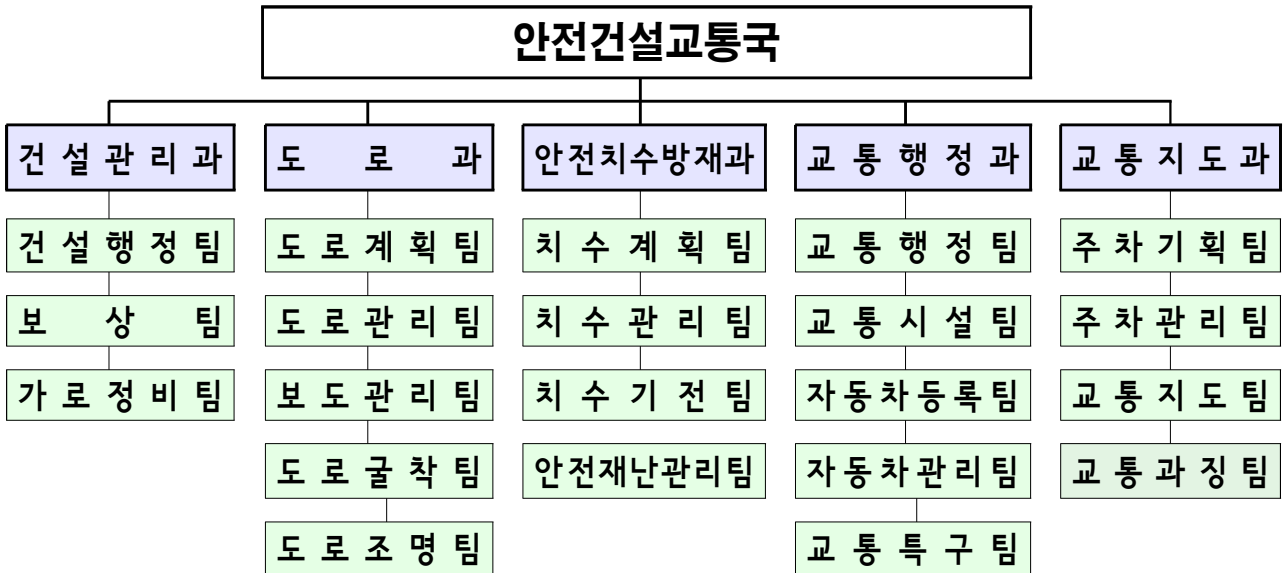 안전건설교통국
건설관리과 도로과 안전치수방재과 교통행정과 교통지도과
건설행정팀 도로계획팀 치수계획팀 교통행정팀 주차기획팀
보상팀 도로관리팀 치수관리팀 교통시설팀 주차관리팀
가로정비팀 보도관리팀 치수기전팀 자동차등록팀 교통지도팀
도로굴착팀 안전재난관리팀 자동차관리팀 교통과징팀
도로조명팀 교통특구팀